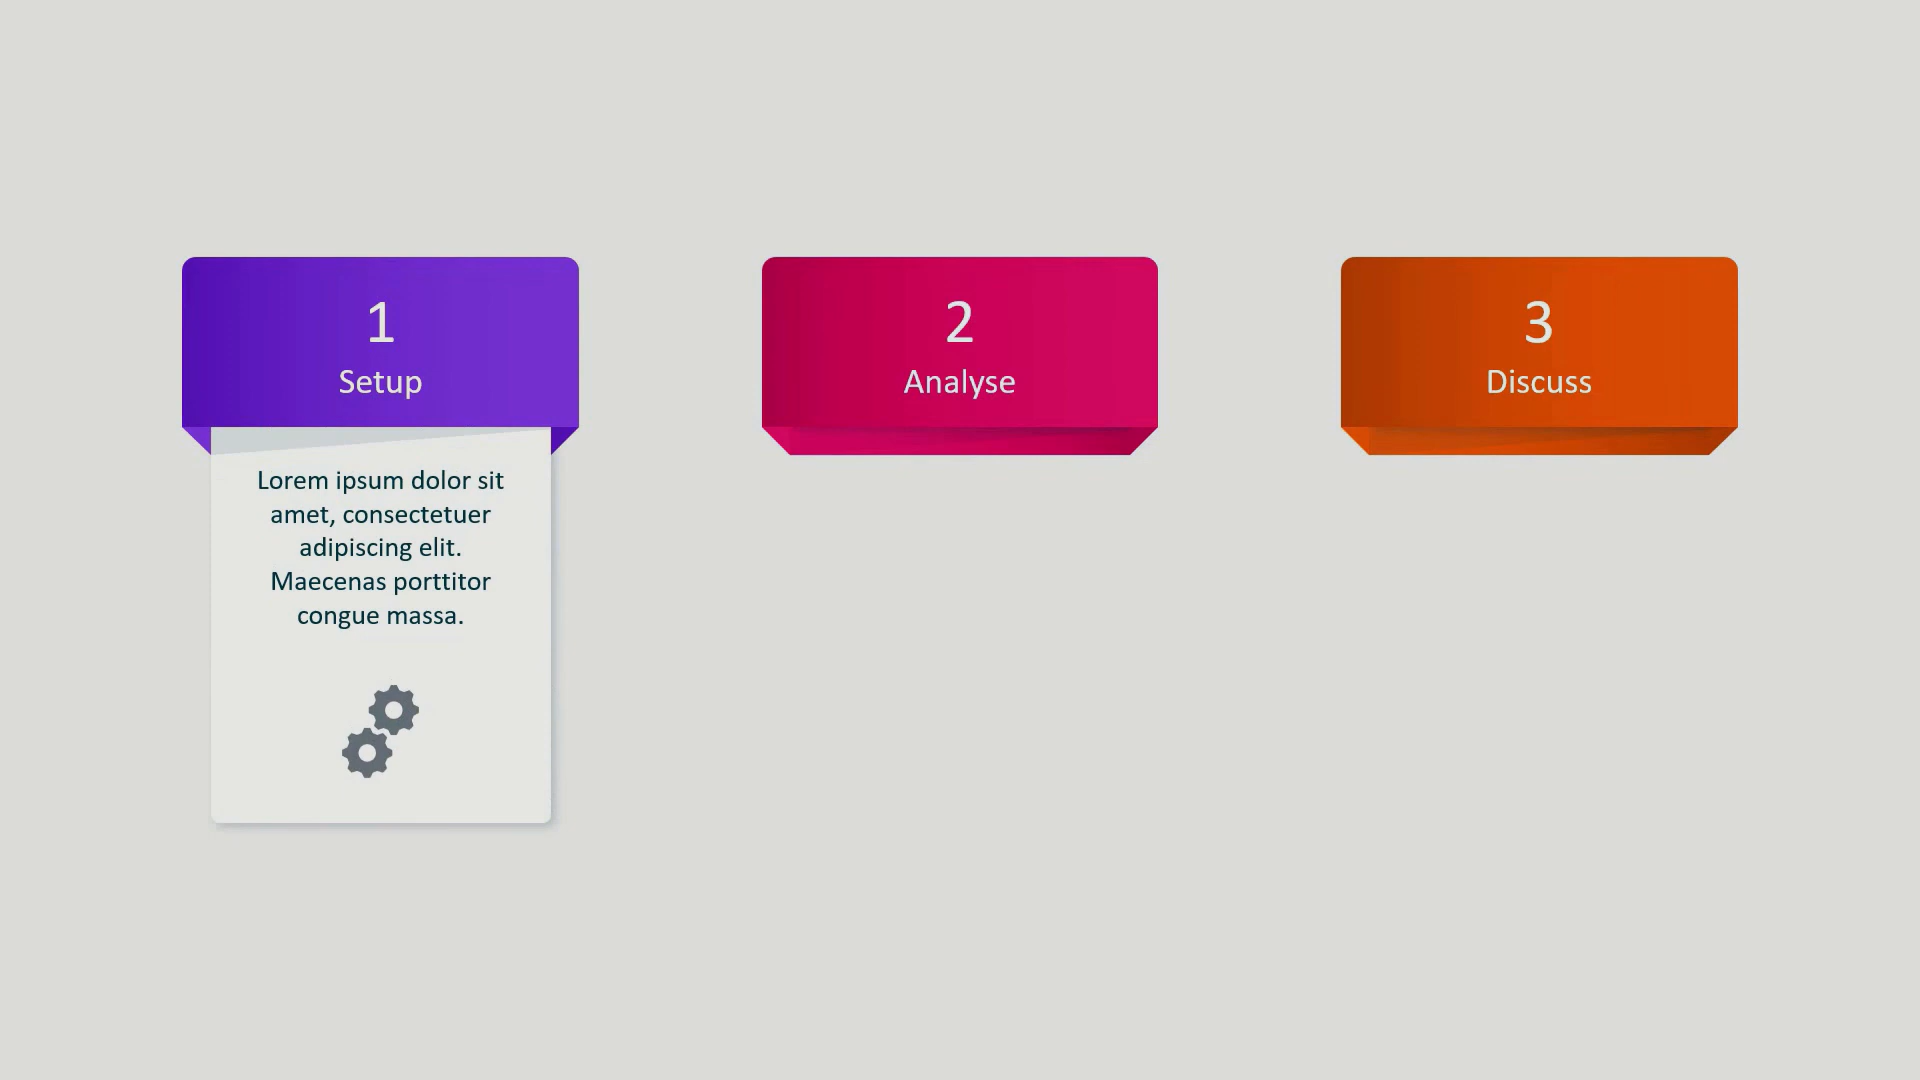 1
Setup
Lorem ipsum dolor sit
amet, consectetuer
adipiscing elit.
Maecenas porttitor
congue massa.
2
Analyse
3
Discuss